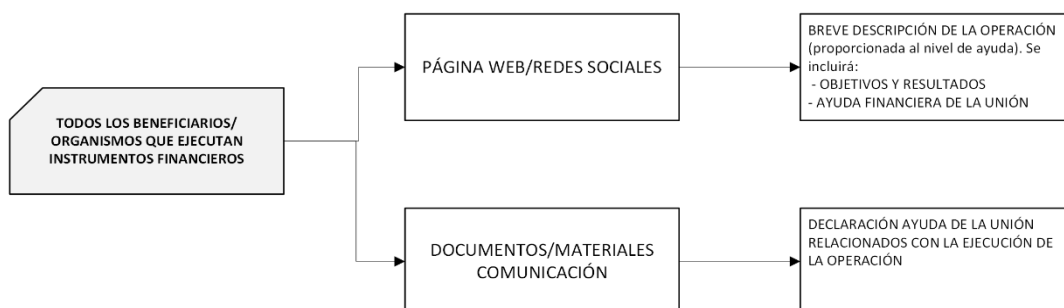 TODOS LOS BENEFICIARIOS/
ORGANISMOS QUE EJECUTAN
INSTRUMENTOS FINANCIEROS
PÁGINA WEB/REDES SOCIALES
BREVE DESCRIPCIÓN DE LA OPERACIÓN
(proporcionada al nivel de ayuda). Se
incluirá:
- OBJETIVOS Y RESULTADOS
- AYUDA FINANCIERA DE LA UNIÓN
DOCUMENTOS/MATERIALES
COMUNICACIÓN
DECLARACIÓN AYUDA DE LA UNIÓN
RELACIONADOS CON LA EJECUCIÓN DE
LA OPERACIÓN